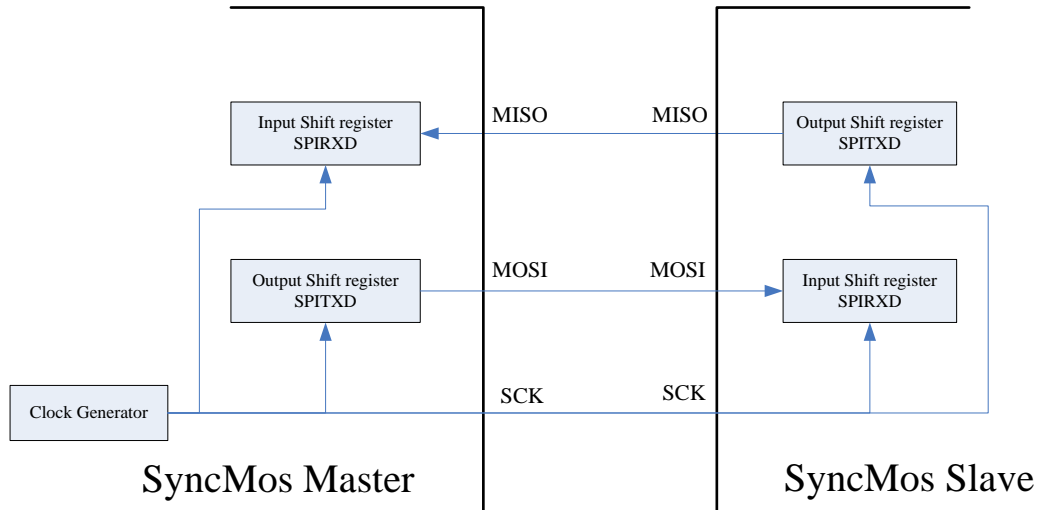 Input Shift register
SPIRXD
MISO
MISO
Output Shift register
SPITXD
Output Shift register
SPITXD
MOSI
MOSI
Input Shift register
SPIRXD
Clock Generator
SCK
SCK
SyncMos Master
SyncMos Slave